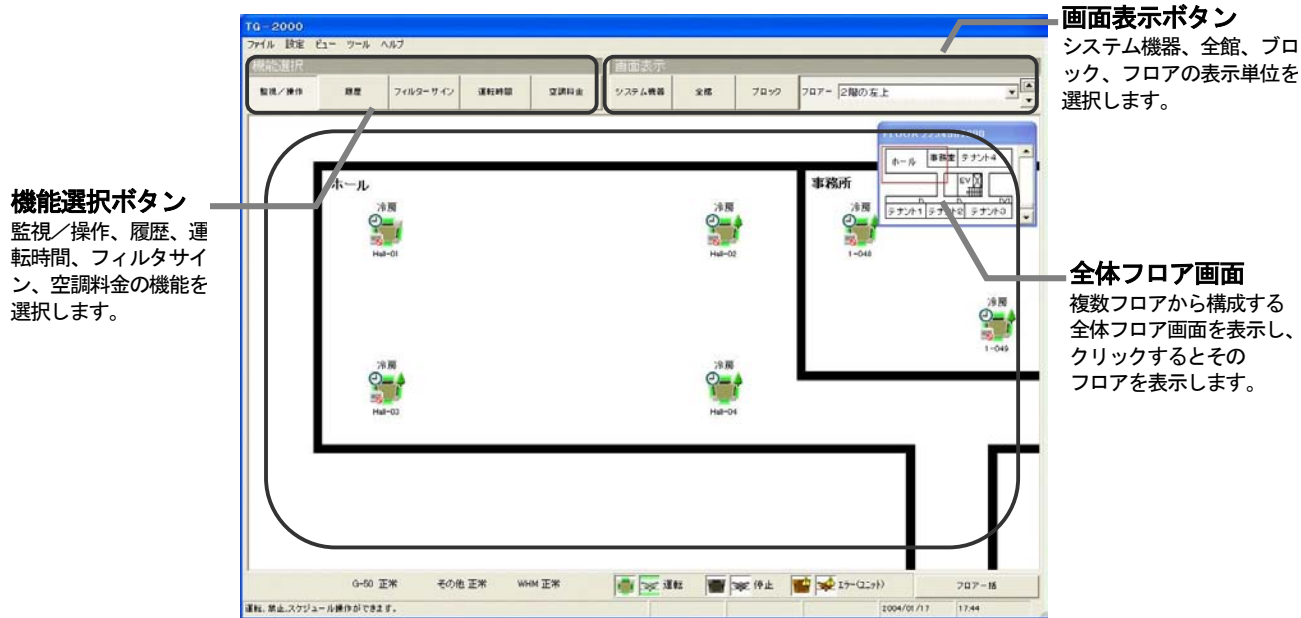 画面表示ボタン
システム機器、全館、ブロ
ック、フロアの表示単位を
選択します。
機能選択ボタン
監視／操作、履歴、運
転時間、フィルタサイ
ン、空調料金の機能を
選択します。
全体フロア画面
複数フロアから構成する
全体フロア画面を表示し、
クリックするとその
フロアを表示します。
TG-2000
ファイル 設定 ビュー ツール ヘルプ
機能選択 画面表示
監視／操作 履歴 フィルターサイン 運転時間 空調料金 システム機器 全館 ブロック フロアー 2階の左上
ホール 事務室 テナント4
EV
テナント1 テナント2 テナント3
ホール 事務所
冷房 冷房 冷房
Hall-01 Hall-02 1-048
冷房
1-049
冷房 冷房
Hall-03 Hall-04
G-50 正常 その他 正常 WHM 正常 運転 停止 エラー(ユニット) フロア一括
運転、禁止、スケジュール操作ができます。 2004/01/17 17:44